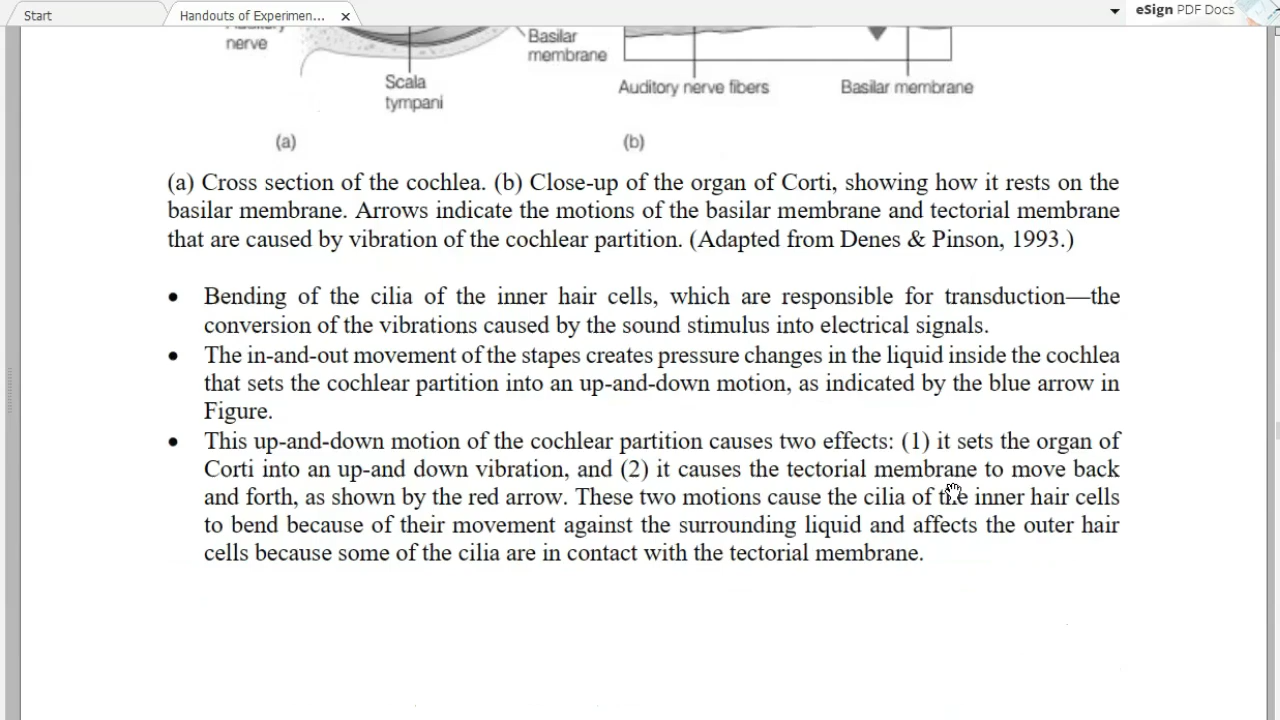 Start
Handouts of Experimen...
eSign PDF Docs
nerve
Basilar
membrane
Scala
tympani
Auditory nerve fibers
Basilar membrane
(a)
(b)
(a) Cross section of the cochlea. (b) Close-up of the organ of Corti, showing how it rests on the
basilar membrane. Arrows indicate the motions of the basilar membrane and tectorial membrane
that are caused by vibration of the cochlear partition. (Adapted from Denes & Pinson, 1993.)
• Bending of the cilia of the inner hair cells, which are responsible for transduction—the
conversion of the vibrations caused by the sound stimulus into electrical signals.
• The in-and-out movement of the stapes creates pressure changes in the liquid inside the cochlea
that sets the cochlear partition into an up-and-down motion, as indicated by the blue arrow in
Figure.
• This up-and-down motion of the cochlear partition causes two effects: (1) it sets the organ of
Corti into an up-and down vibration, and (2) it causes the tectorial membrane to move back
and forth, as shown by the red arrow. These two motions cause the cilia of the inner hair cells
to bend because of their movement against the surrounding liquid and affects the outer hair
cells because some of the cilia are in contact with the tectorial membrane.